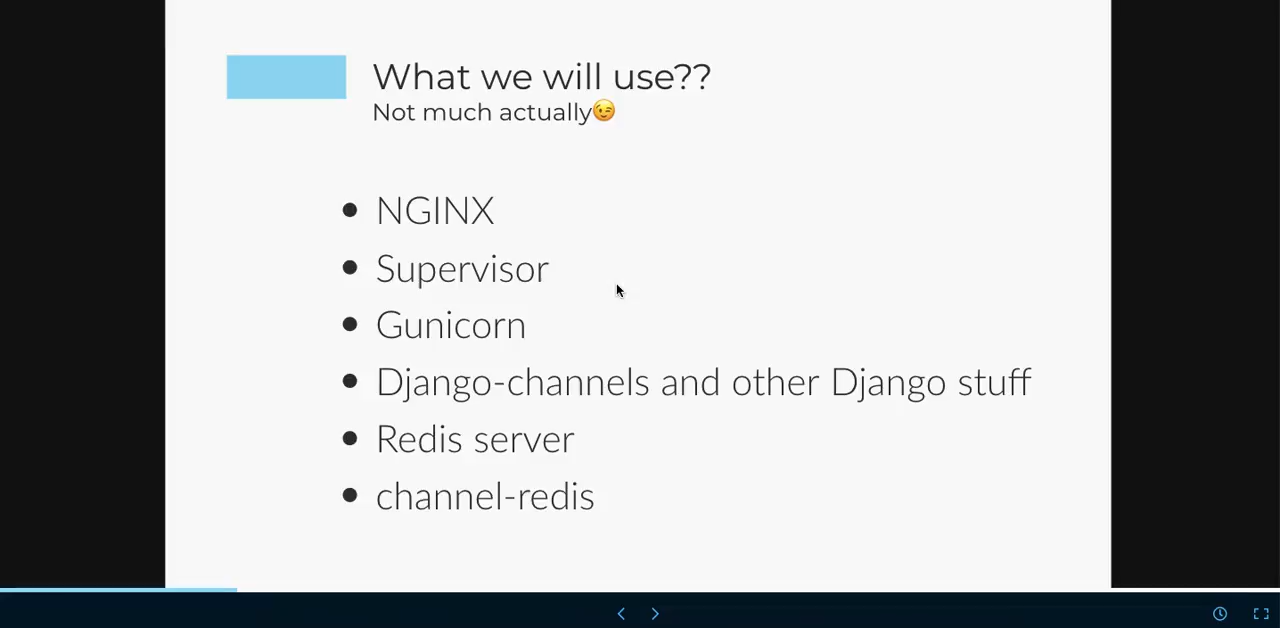 What we will use??
Not much actually😉
• NGINX
• Supervisor
• Gunicorn
• Django-channels and other Django stuff
• Redis server
• channel-redis